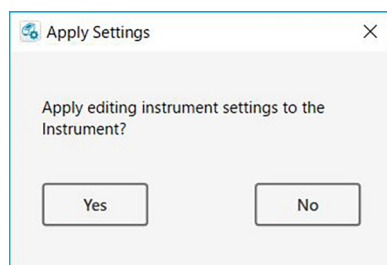 Apply Settings
Apply editing instrument settings to the
Instrument?
Yes
No